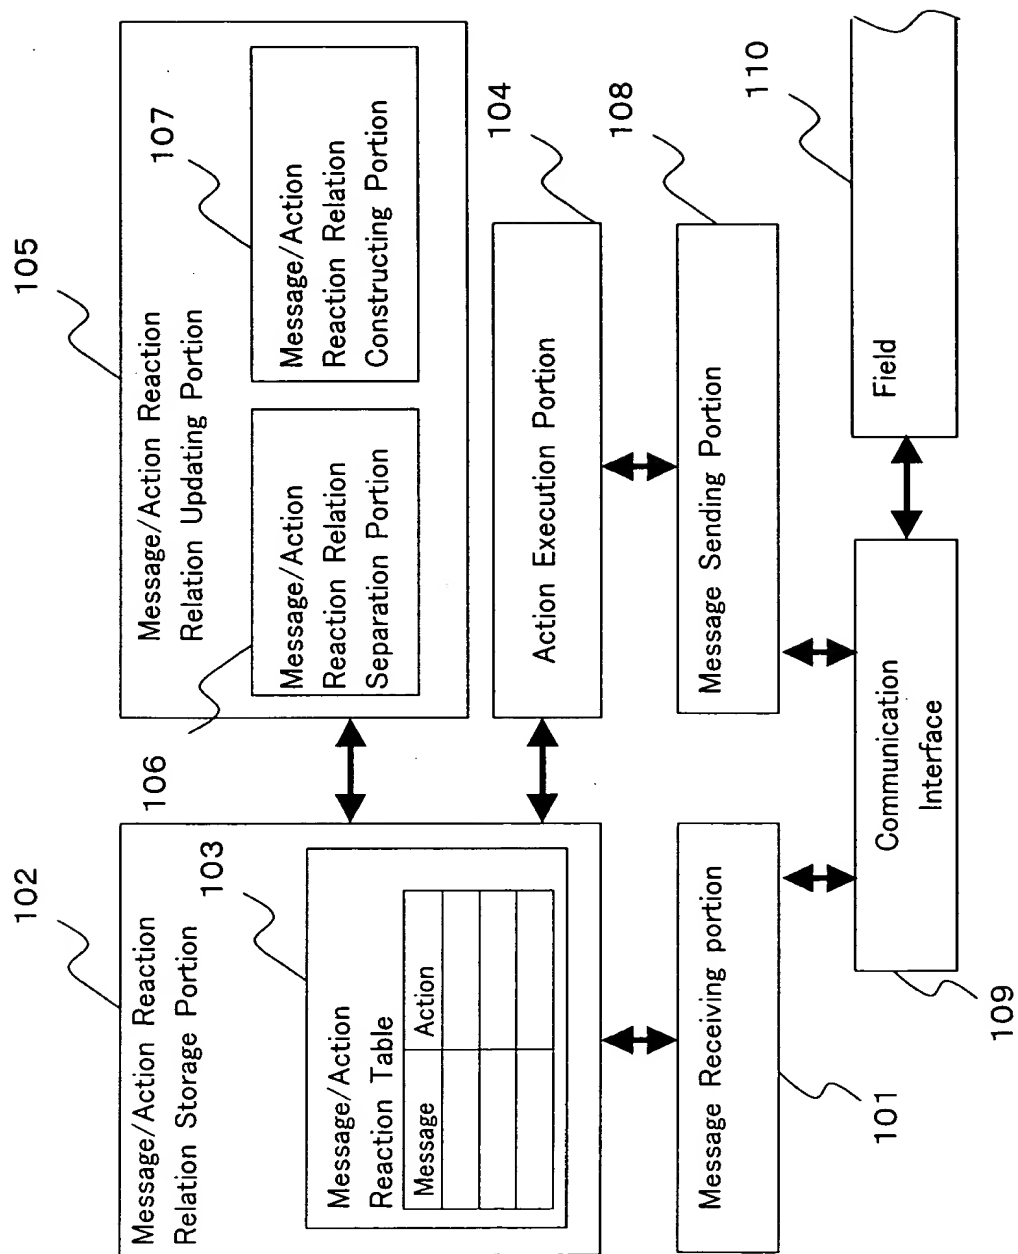 102
Message/Action Reaction
Relation Storage Portion
103
Message/Action
Reaction Table
Message
Action
105
Message/Action Reaction
Relation Updating Portion
106
Message/Action
Reaction Relation
Separation Portion
107
Message/Action
Reaction Relation
Constructing Portion
104
Action Execution Portion
101
Message Receiving portion
108
Message Sending Portion
109
Communication
Interface
110
Field